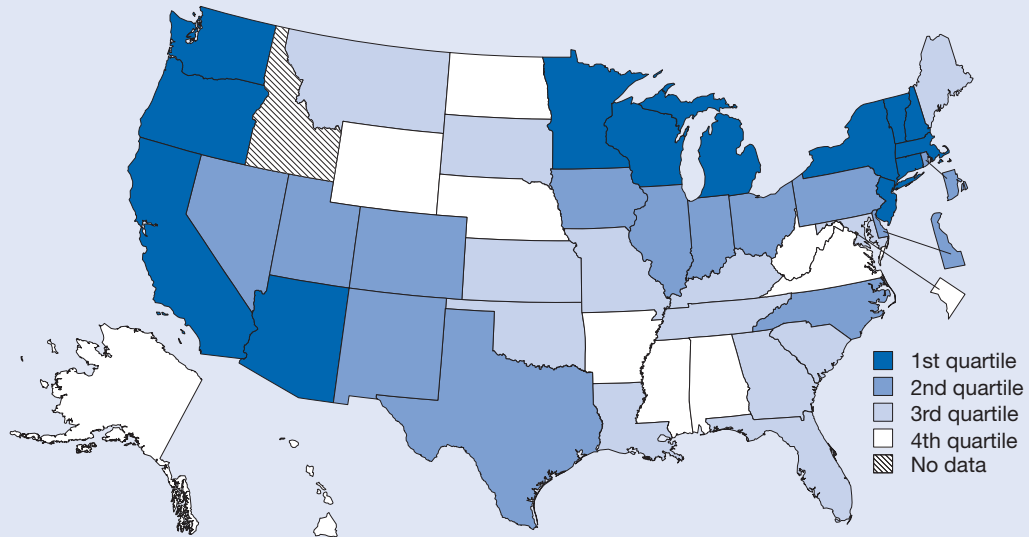 1st quartile
2nd quartile
3rd quartile
4th quartile
No data